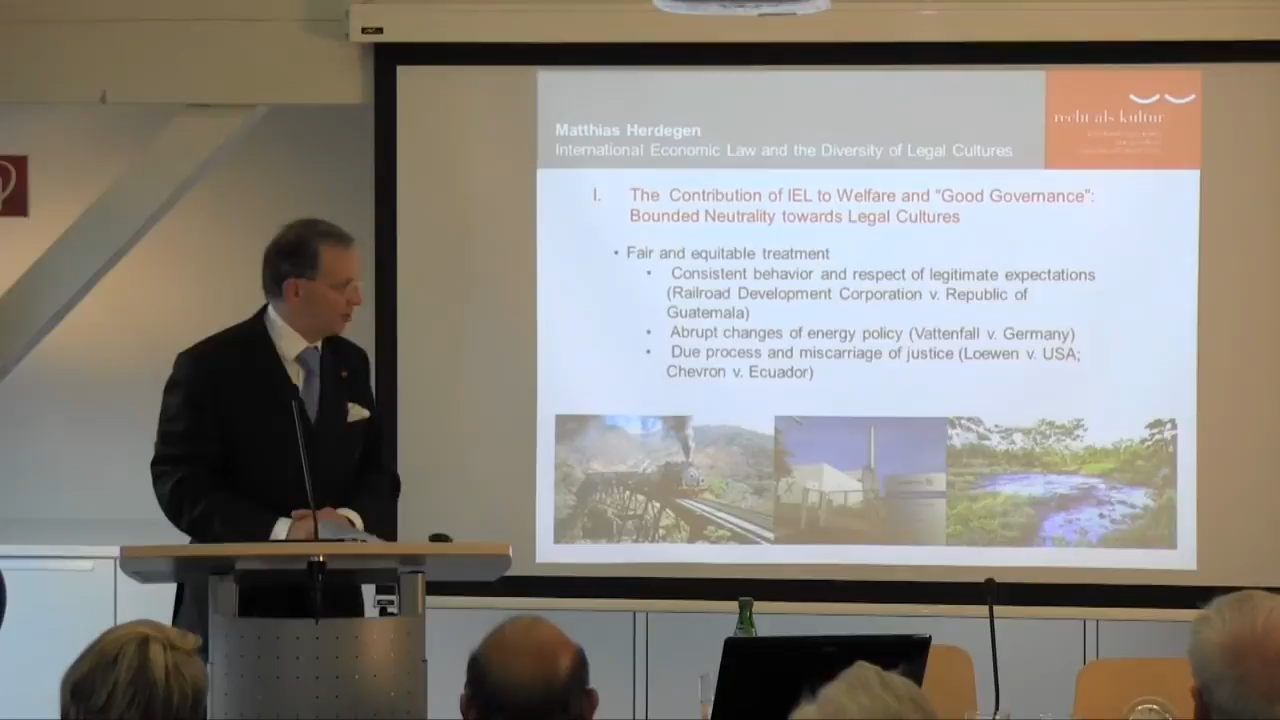 Matthias Herdegen
International Economic Law and the Diversity of Legal Cultures
recht als kultur
I. The Contribution of IEL to Welfare and "Good Governance":
Bounded Neutrality towards Legal Cultures
• Fair and equitable treatment
• Consistent behavior and respect of legitimate expectations
(Railroad Development Corporation v. Republic of
Guatemala)
• Abrupt changes of energy policy (Vattenfall v. Germany)
• Due process and miscarriage of justice (Loewen v. USA;
Chevron v. Ecuador)